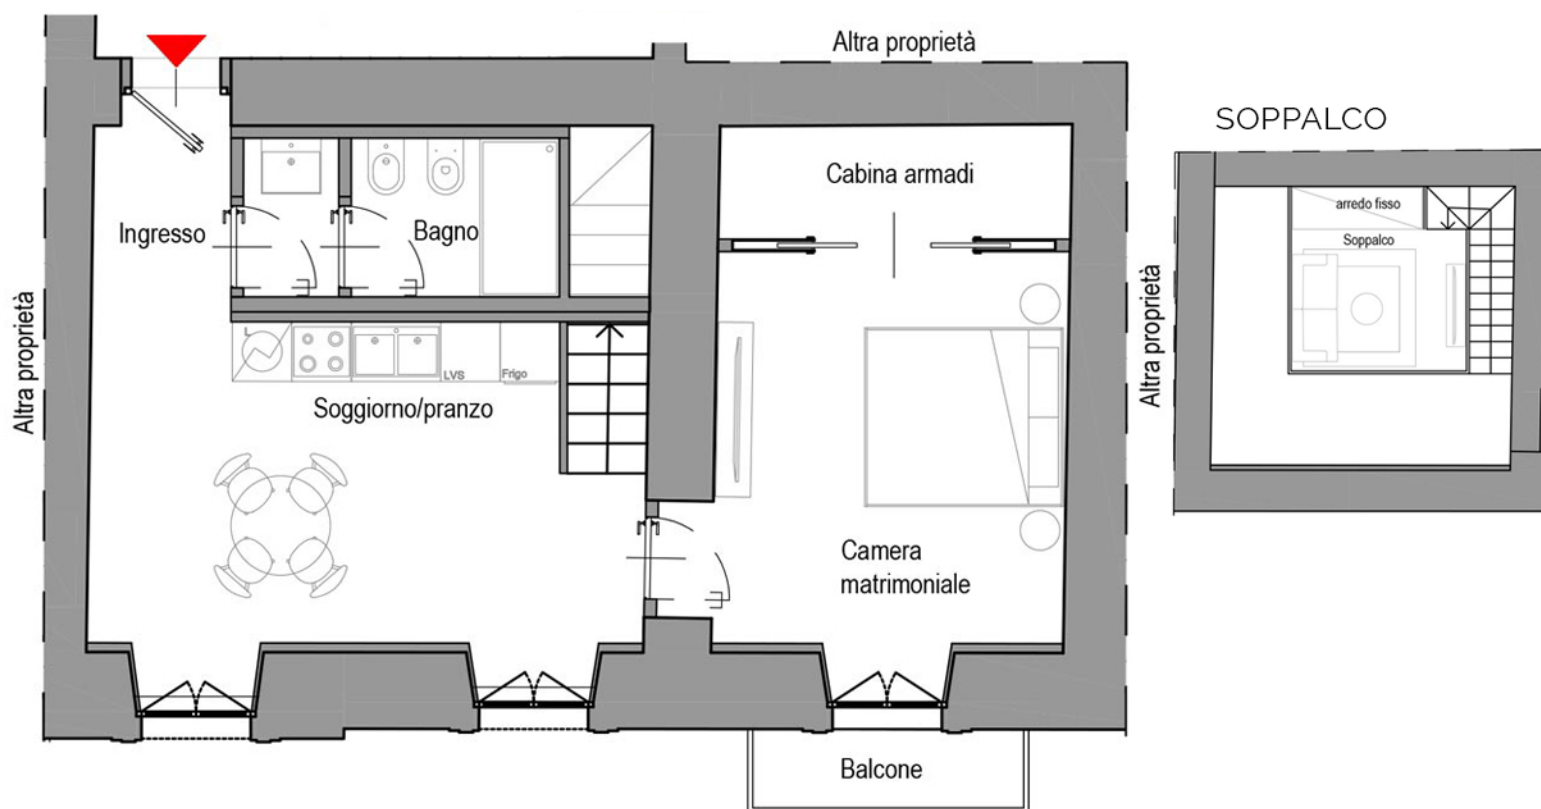 Altra proprietà
SOPPALCO
Cabina armadi
arredo fisso
Ingresso
Bagno
Soppalco
Altra proprietà
Altra proprietà
L
LVS
Frigo
Soggiorno/pranzo
Camera
matrimoniale
Balcone